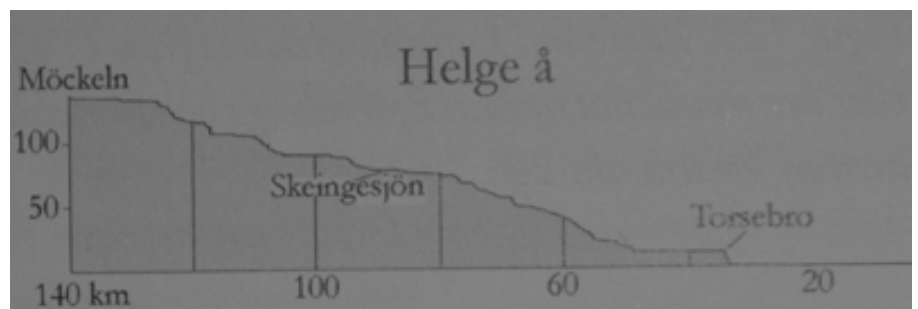 Helge å
Möckeln
100
50
Skeingesjön
Torsebro
140 km
100
60
20